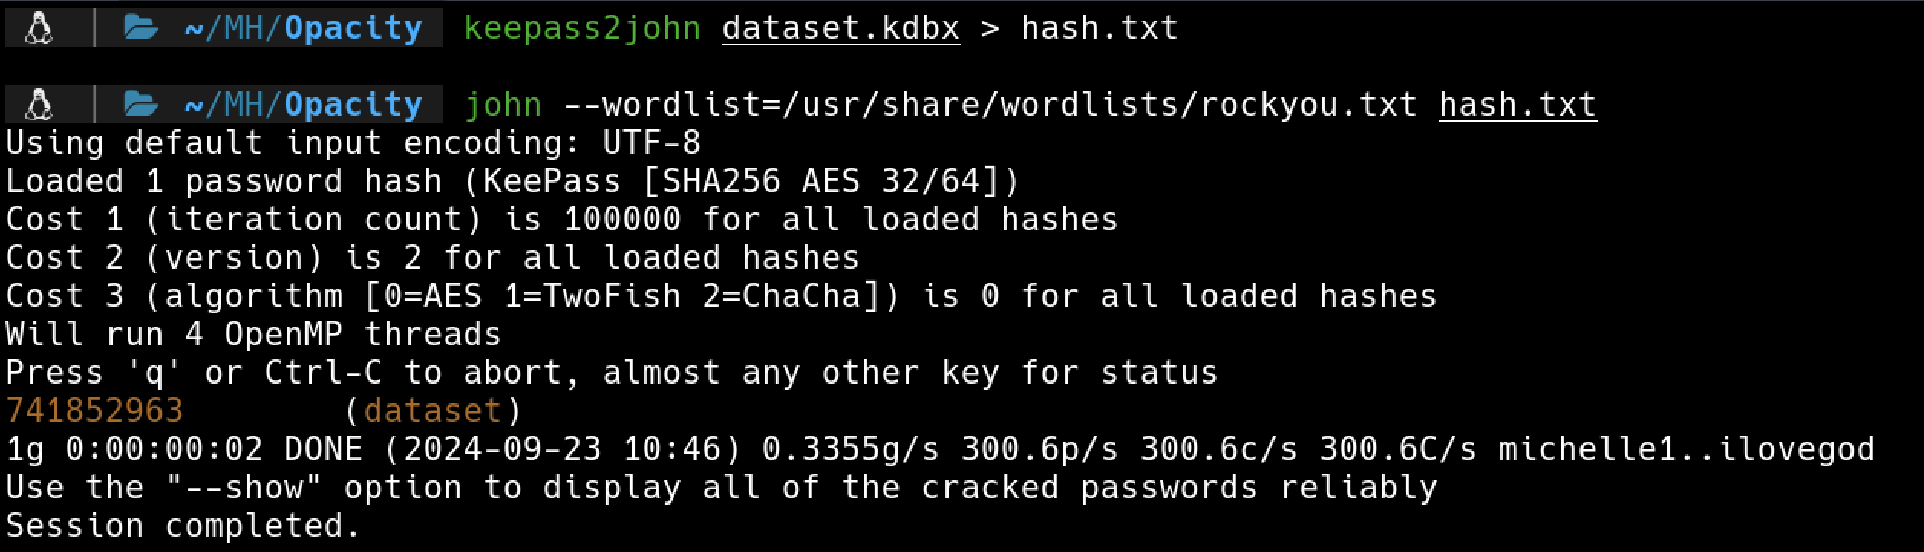 ~/MH/Opacity keepass2john dataset.kdbx > hash.txt
~/MH/Opacity john --wordlist=/usr/share/wordlists/rockyou.txt hash.txt
Using default input encoding: UTF-8
Loaded 1 password hash (KeePass [SHA256 AES 32/64])
Cost 1 (iteration count) is 100000 for all loaded hashes
Cost 2 (version) is 2 for all loaded hashes
Cost 3 (algorithm [0=AES 1=TwoFish 2=ChaCha]) is 0 for all loaded hashes
Will run 4 OpenMP threads
Press 'q' or Ctrl-C to abort, almost any other key for status
741852963        (dataset)
1g 0:00:00:02 DONE (2024-09-23 10:46) 0.3355g/s 300.6p/s 300.6c/s 300.6C/s michelle1..ilovegod
Use the "--show" option to display all of the cracked passwords reliably
Session completed.